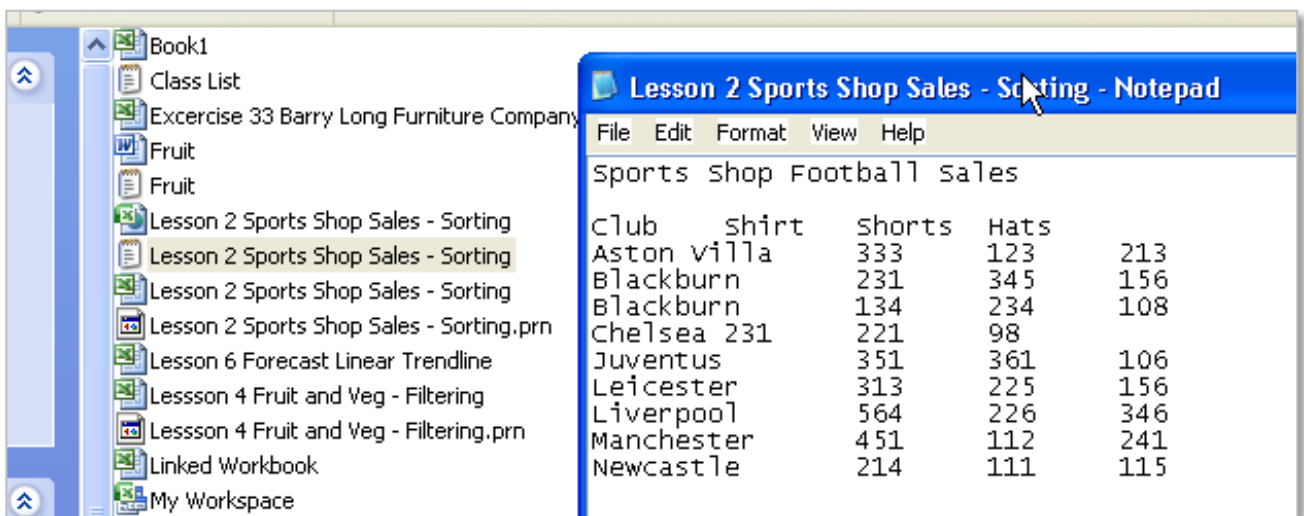 Book1
Class List
Excercise 33 Barry Long Furniture Company
Fruit
Fruit
Lesson 2 Sports Shop Sales - Sorting
Lesson 2 Sports Shop Sales - Sorting
Lesson 2 Sports Shop Sales - Sorting
Lesson 2 Sports Shop Sales - Sorting.prn
Lesson 6 Forecast Linear Trendline
Lessson 4 Fruit and Veg - Filtering
Lessson 4 Fruit and Veg - Filtering.prn
Linked Workbook
My Workspace
Lesson 2 Sports Shop Sales - Sorting - Notepad
File Edit Format View Help
Sports Shop Football Sales
Club Shirt Shorts Hats
Aston Villa 333 123 213
Blackburn 231 345 156
Blackburn 134 234 108
Chelsea 231 221 98
Juventus 351 361 106
Leicester 313 225 156
Liverpool 564 226 346
Manchester 451 112 241
Newcastle 214 111 115